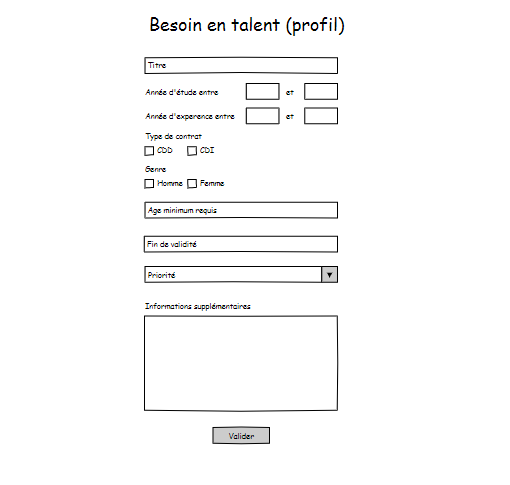 Besoin en talent (profil)
Titre
Année d'étude entre et
Année d'experence entre et
Type de contrat
CDD CDI
Genre
Homme Femme
Age minimum requis
Fin de validité
Priorité
Informations supplémentaires
Valider